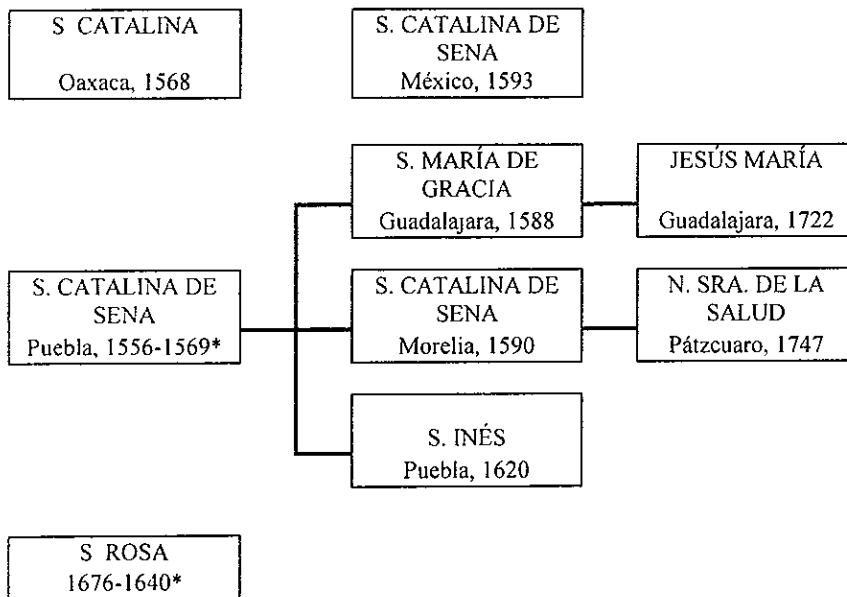 S CATALINA
Oaxaca, 1568
S. CATALINA DE
SENA
México, 1593
S. MARÍA DE
GRACIA
Guadalajara, 1588
JESÚS MARÍA
Guadalajara, 1722
S. CATALINA DE
SENA
Puebla, 1556-1569*
S. CATALINA DE
SENA
Morelia, 1590
N. SRA. DE LA
SALUD
Pátzcuaro, 1747
S. INÉS
Puebla, 1620
S ROSA
1676-1640*